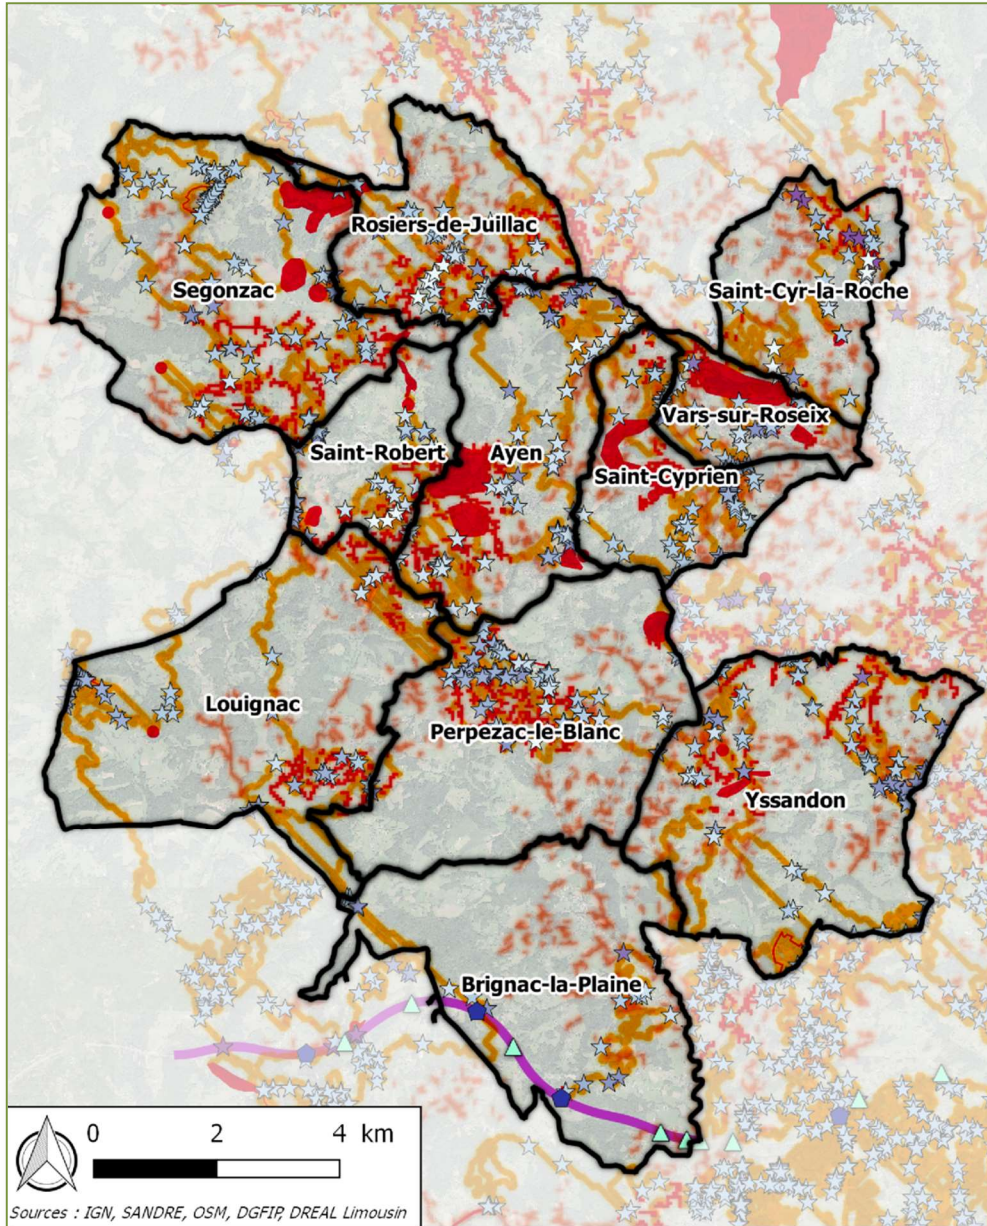 Rosiers-de-Juillac
Segonzac
Saint-Cyr-la-Roche
Vars-sur-Roseix
Saint-Robert
Ayen
Saint-Cyprien
Louignac
Perpezac-le-Blanc
Yssandon
Brignac-la-Plaine
0 2 4 km
Sources : IGN, SANDRE, OSM, DGFIP, DREAL Limousin